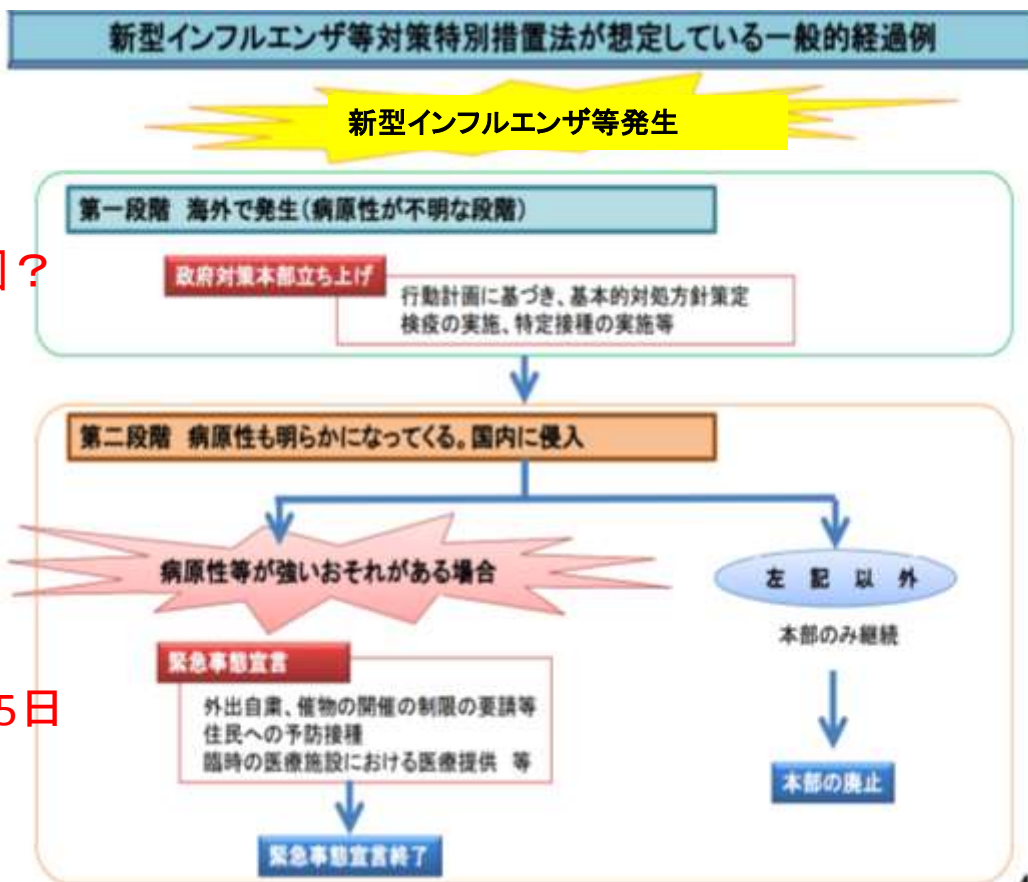 新型インフルエンザ等対策特別措置法が想定している一般的経過例
新型インフルエンザ等発生
第一段階 海外で発生(病原性が不明な段階)
？
政府対策本部立ち上げ
行動計画に基づき、基本的対処方針策定
検疫の実施、特定接種の実施等
第二段階 病原性も明らかになってくる。国内に侵入
病原性等が強いおそれがある場合
左 記 以 外
本部のみ継続
緊急事態宣言
5日
外出自粛、催物の開催の制限の要請等
住民への予防接種
臨時の医療施設における医療提供 等
本部の廃止
緊急事態宣言終了